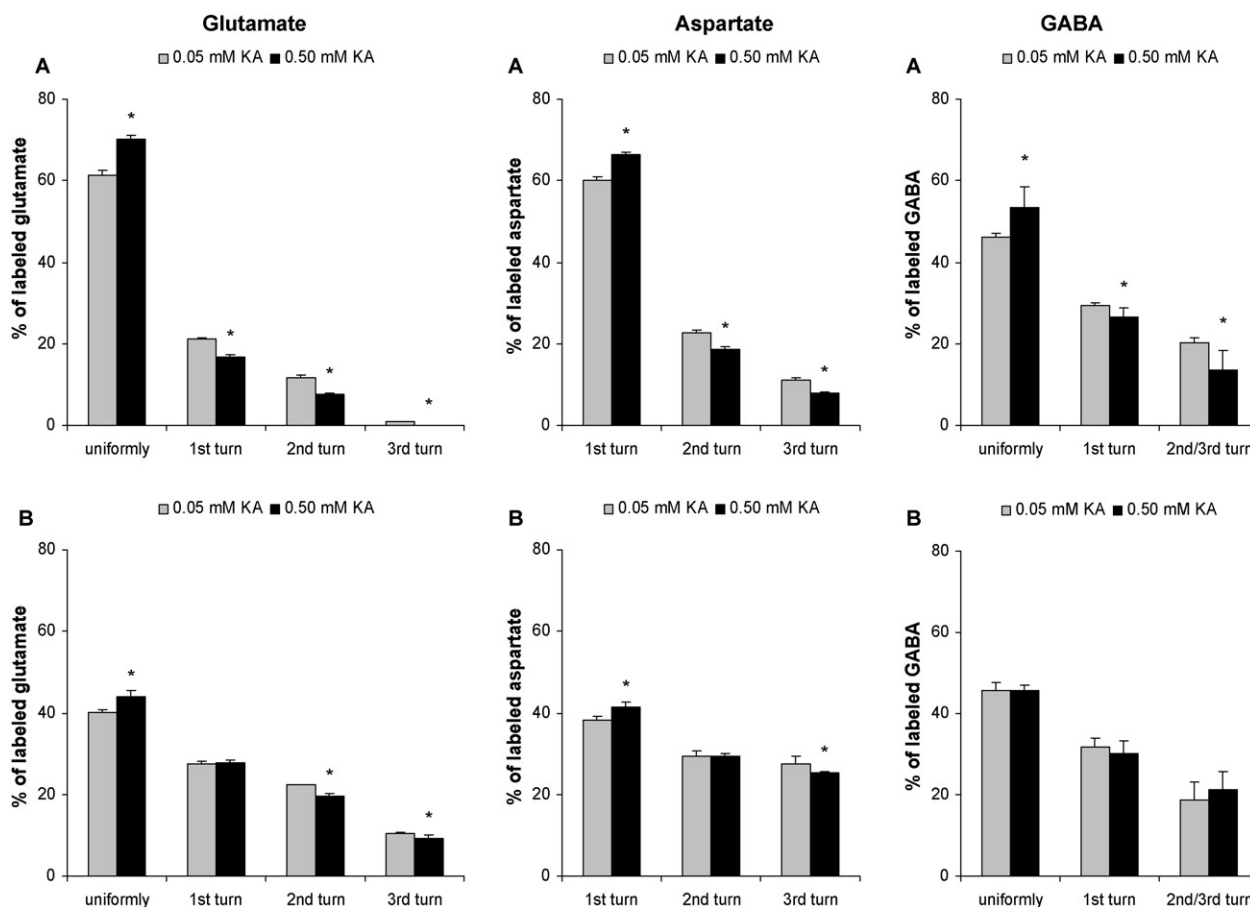 Glutamate
Aspartate
GABA
A
0.05 mM KA 0.50 mM KA
% of labeled glutamate
80
60
40
20
0
*
*
*
*
uniformly 1st turn 2nd turn 3rd turn
A
0.05 mM KA 0.50 mM KA
% of labeled aspartate
80
60
40
20
0
*
*
*
1st turn 2nd turn 3rd turn
A
0.05 mM KA 0.50 mM KA
% of labeled GABA
80
60
40
20
0
*
*
*
uniformly 1st turn 2nd/3rd turn
B
0.05 mM KA 0.50 mM KA
% of labeled glutamate
80
60
40
20
0
*
*
*
uniformly 1st turn 2nd turn 3rd turn
B
0.05 mM KA 0.50 mM KA
% of labeled aspartate
80
60
40
20
0
*
*
1st turn 2nd turn 3rd turn
B
0.05 mM KA 0.50 mM KA
% of labeled GABA
80
60
40
20
0
uniformly 1st turn 2nd/3rd turn